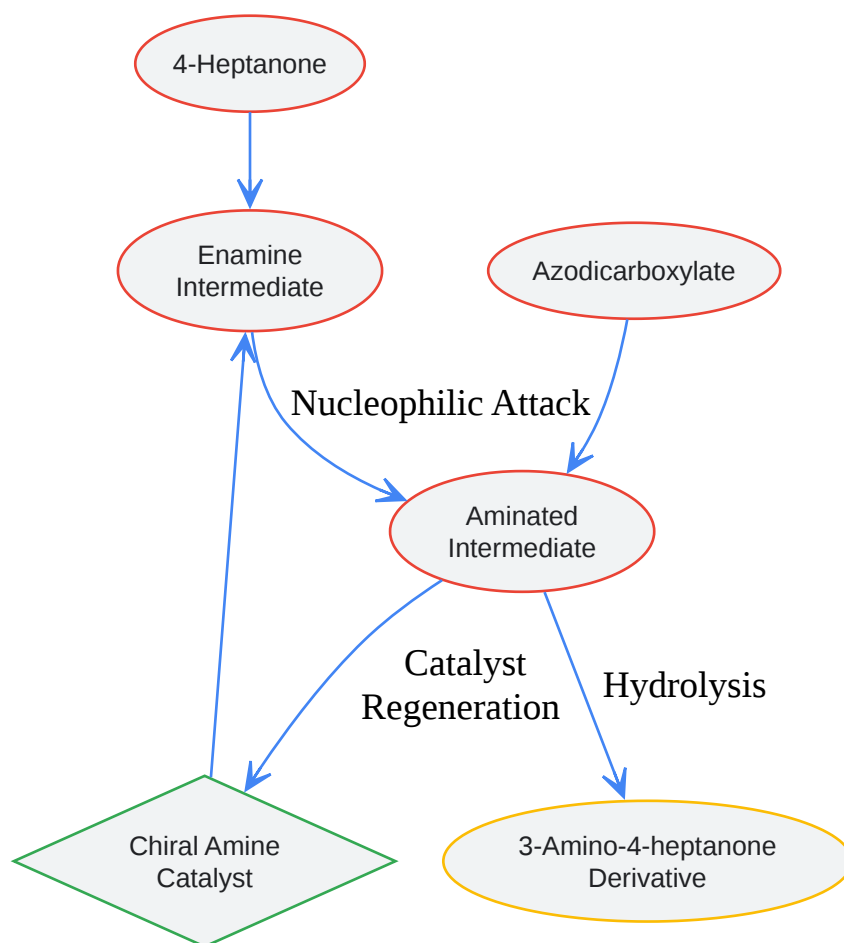 4-Heptanone
Enamine
Intermediate
Azodicarboxylate
Nucleophilic Attack
Aminated
Intermediate
Catalyst
Regeneration
Hydrolysis
Chiral Amine
Catalyst
3-Amino-4-heptanone
Derivative